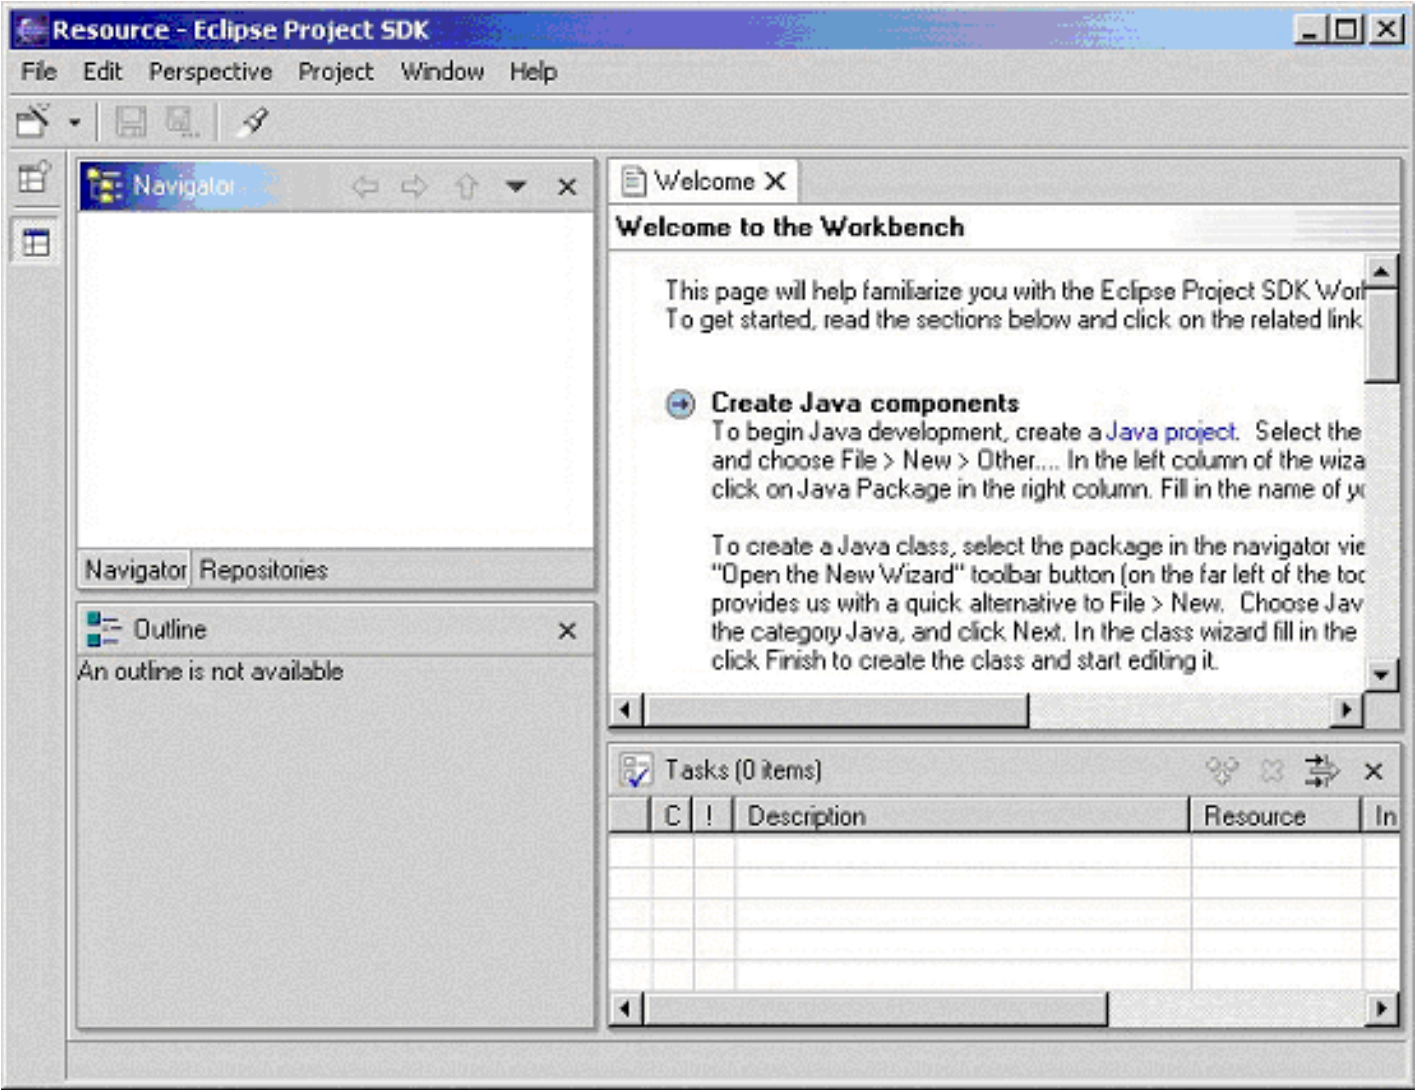 Resource - Eclipse Project SDK
File Edit Perspective Project Window Help
Navigator
Navigator Repositories
Outline
An outline is not available
Welcome
Welcome to the Workbench
This page will help familiarize you with the Eclipse Project SDK
To get started, read the sections below and click on the related link
Create Java components
To begin Java development, create a Java project. Select the
and choose File > New > Other.... In the left column of the wiza
click on Java Package in the right column. Fill in the name of
To create a Java class, select the package in the navigator vie
"Open the New Wizard" toolbar button (on the far left of the
provides us with a quick alternative to File > New. Choose Jav
the category Java, and click Next. In the class wizard fill in the
click Finish to create the class and start editing it.
Tasks (0 items)
C ! Description Resource In